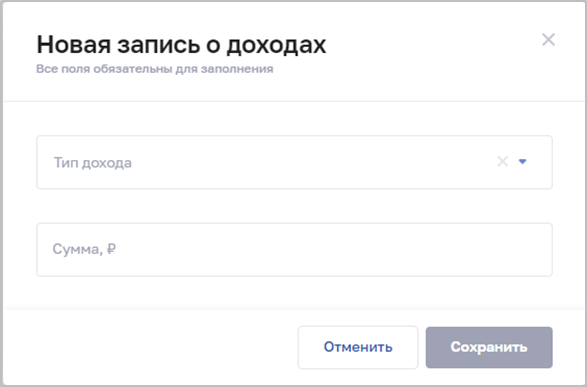 Новая запись о доходах
Все поля обязательны для заполнения
Тип дохода
Сумма, ₽
Отменить
Сохранить